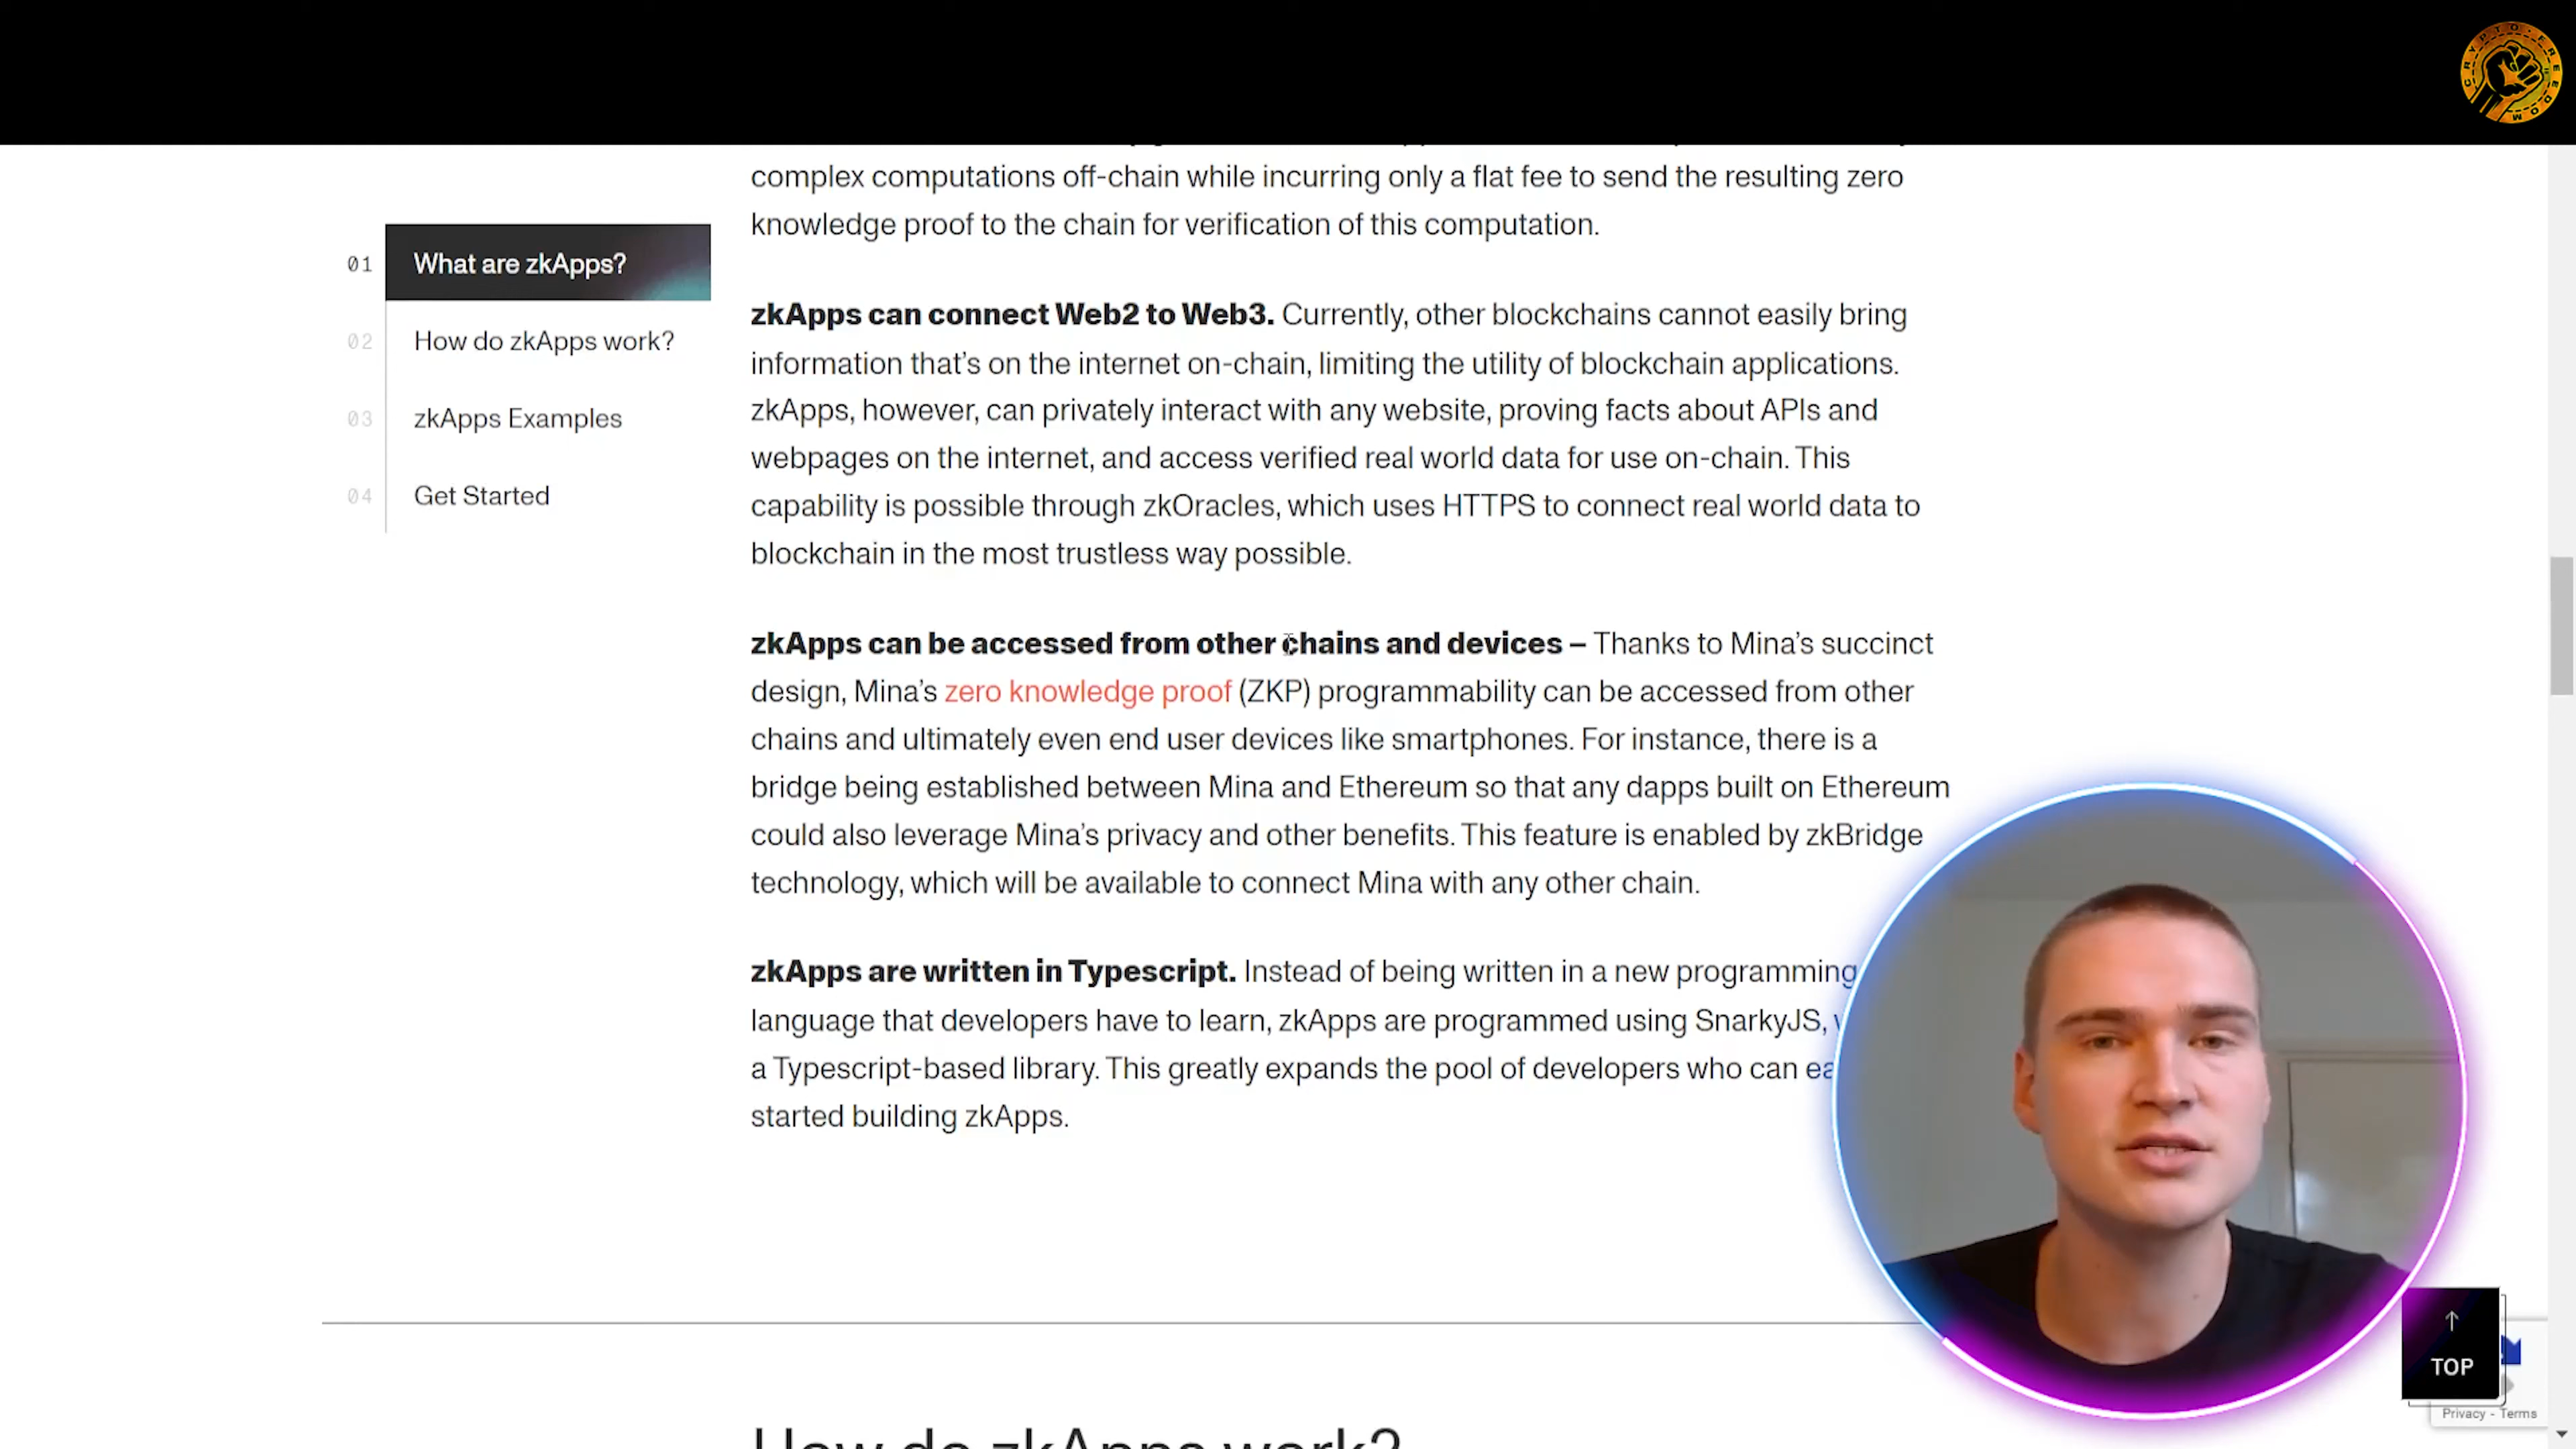 CRYPTO FREEDOM
complex computations off-chain while incurring only a flat fee to send the resulting zero
knowledge proof to the chain for verification of this computation.
01 What are zkApps?
02 How do zkApps work?
03 zkApps Examples
04 Get Started
zkApps can connect Web2 to Web3. Currently, other blockchains cannot easily bring
information that's on the internet on-chain, limiting the utility of blockchain applications.
zkApps, however, can privately interact with any website, proving facts about APIs and
webpages on the internet, and access verified real world data for use on-chain. This
capability is possible through zkOracles, which uses HTTPS to connect real world data to
blockchain in the most trustless way possible.
zkApps can be accessed from other chains and devices – Thanks to Mina's succinct
design, Mina's zero knowledge proof (ZKP) programmability can be accessed from other
chains and ultimately even end user devices like smartphones. For instance, there is a
bridge being established between Mina and Ethereum so that any dapps built on Ethereum
could also leverage Mina's privacy and other benefits. This feature is enabled by zkBridge
technology, which will be available to connect Mina with any other chain.
zkApps are written in Typescript. Instead of being written in a new programming
language that developers have to learn, zkApps are programmed using SnarkyJS,
a Typescript-based library. This greatly expands the pool of developers who can
started building zkApps.
TOP
Privacy - Terms
How do zkApps work?